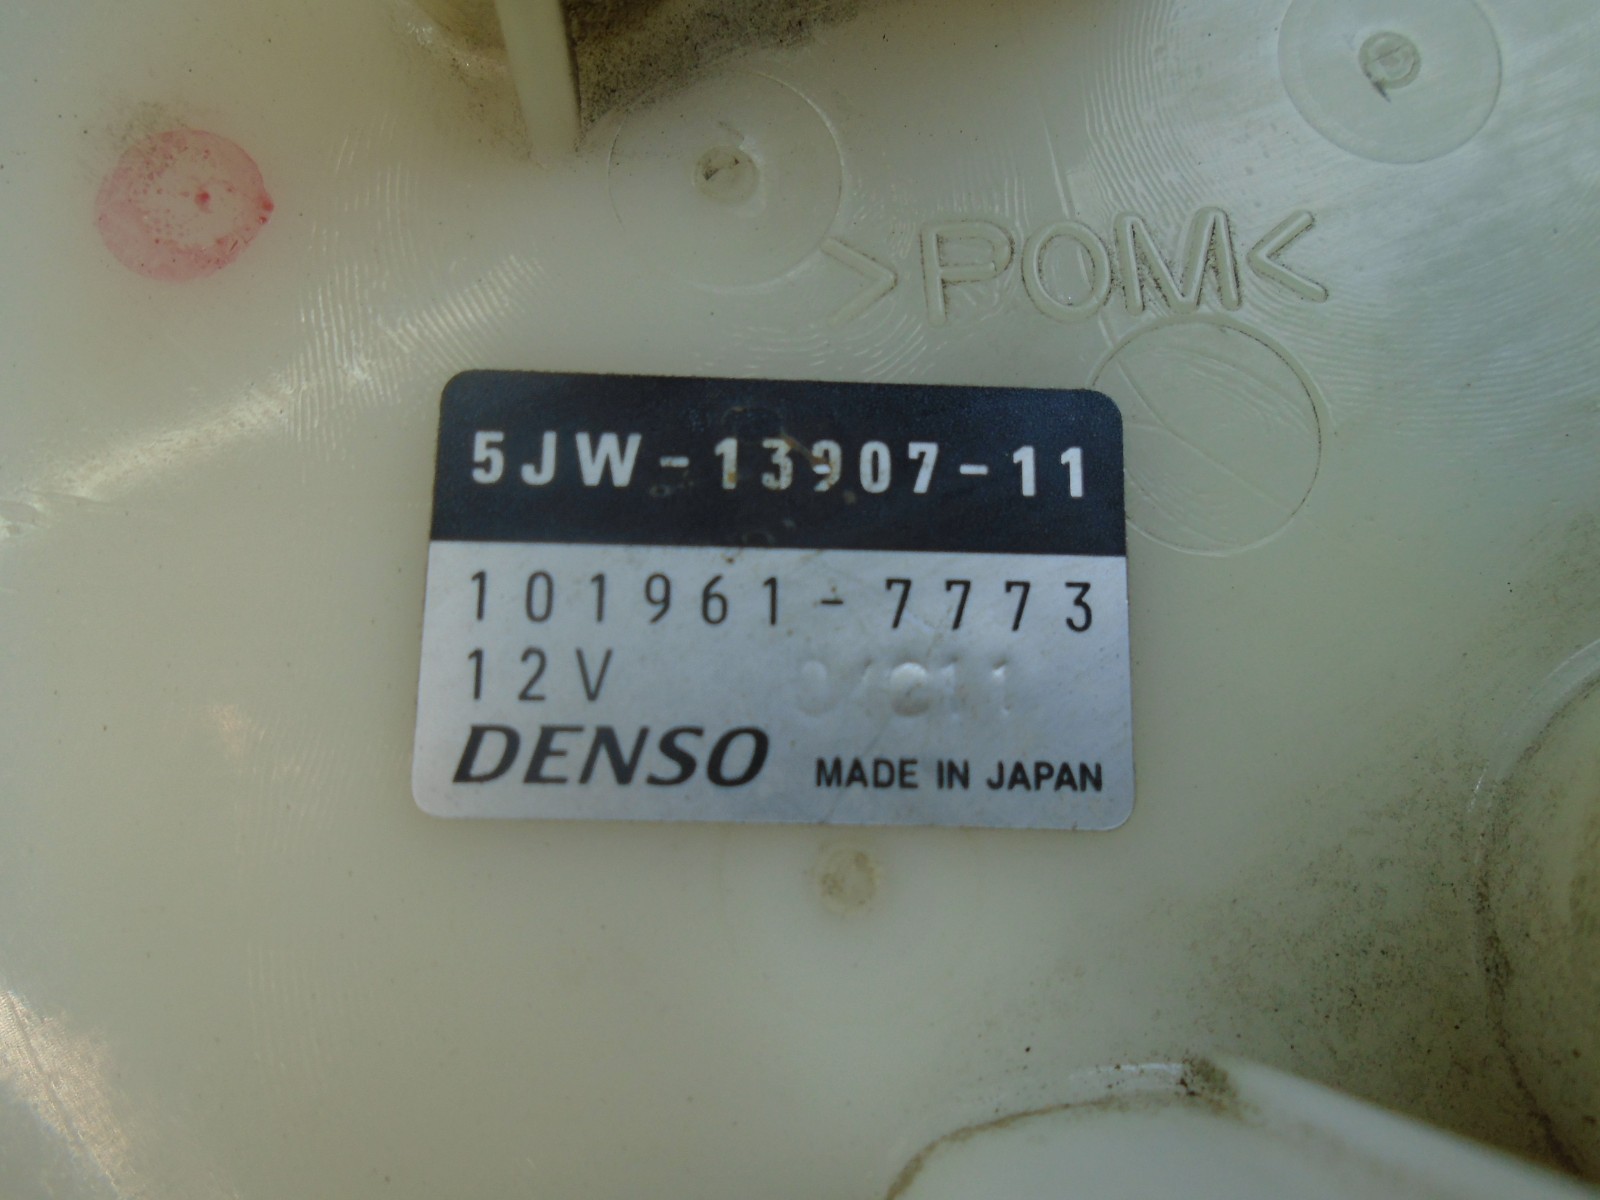 >POM<
5JW-13907-11
101961-7773
12V
DENSO MADE IN JAPAN